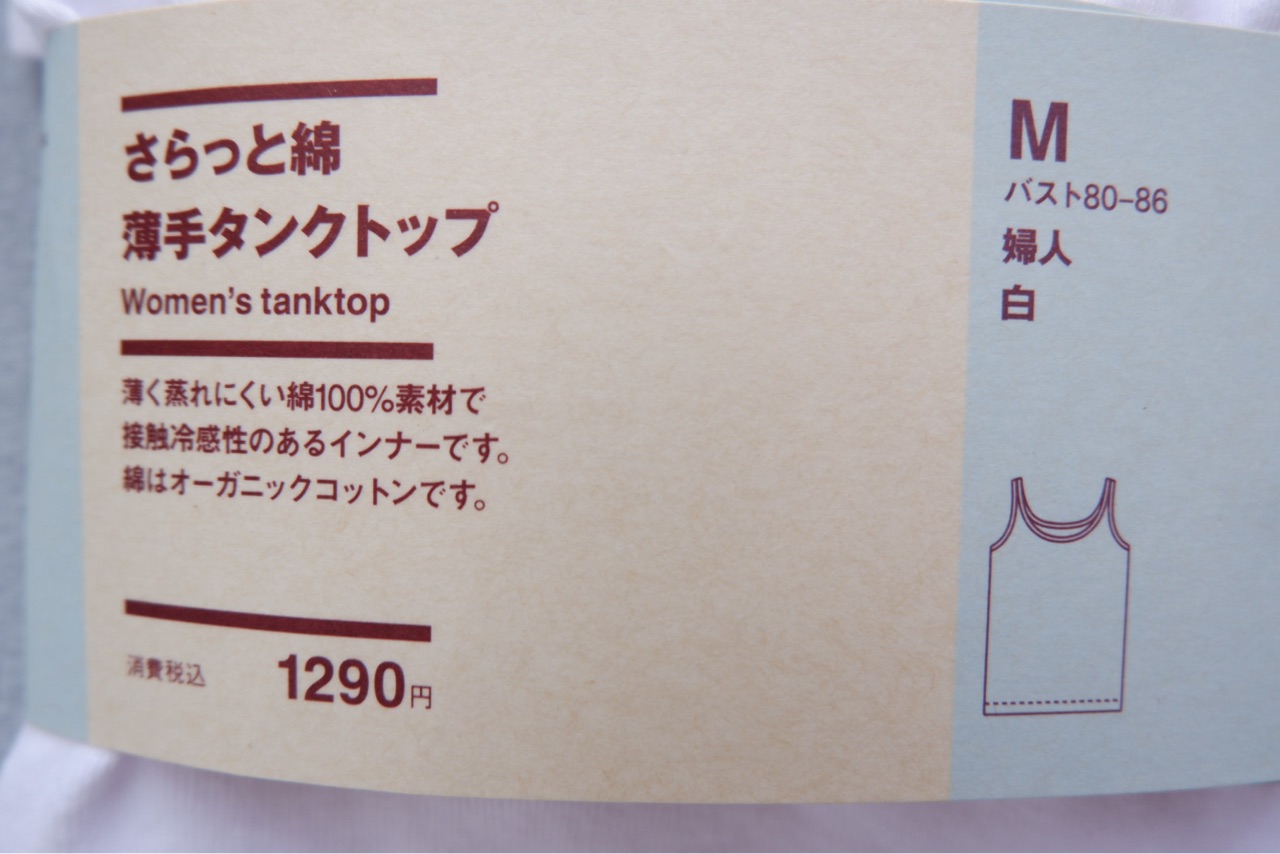 さらっと綿
薄手タンクトップ
Women's tanktop
薄く蒸れにくい綿100%素材で
接触冷感性のあるインナーです。
綿はオーガニックコットンです。
消費税込 1290円
M
バスト80-86
婦人
白